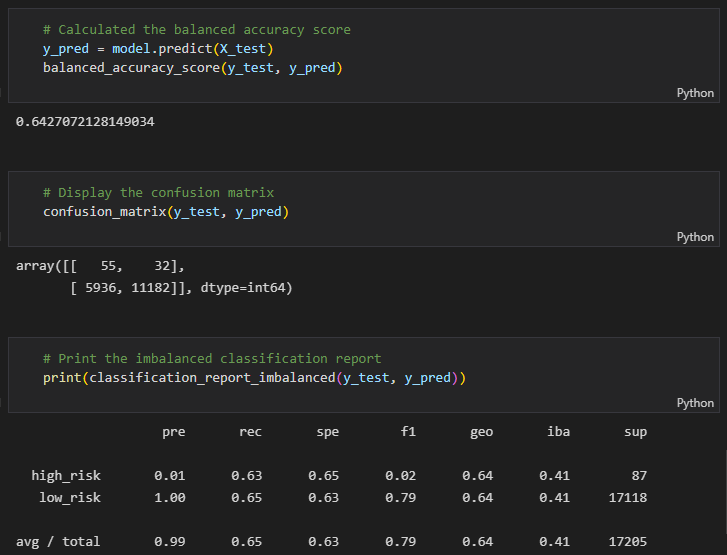 # Calculated the balanced accuracy score
y_pred = model.predict(X_test)
balanced_accuracy_score(y_test, y_pred)
Python
0.6427072128149034
# Display the confusion matrix
confusion_matrix(y_test, y_pred)
Python
array([[   55,    32],
       [ 5936, 11182]], dtype=int64)
# Print the imbalanced classification report
print(classification_report_imbalanced(y_test, y_pred))
Python
pre rec spe f1 geo iba sup
high_risk 0.01 0.63 0.65 0.02 0.64 0.41 87
low_risk 1.00 0.65 0.63 0.79 0.64 0.41 17118
avg / total 0.99 0.65 0.63 0.79 0.64 0.41 17205